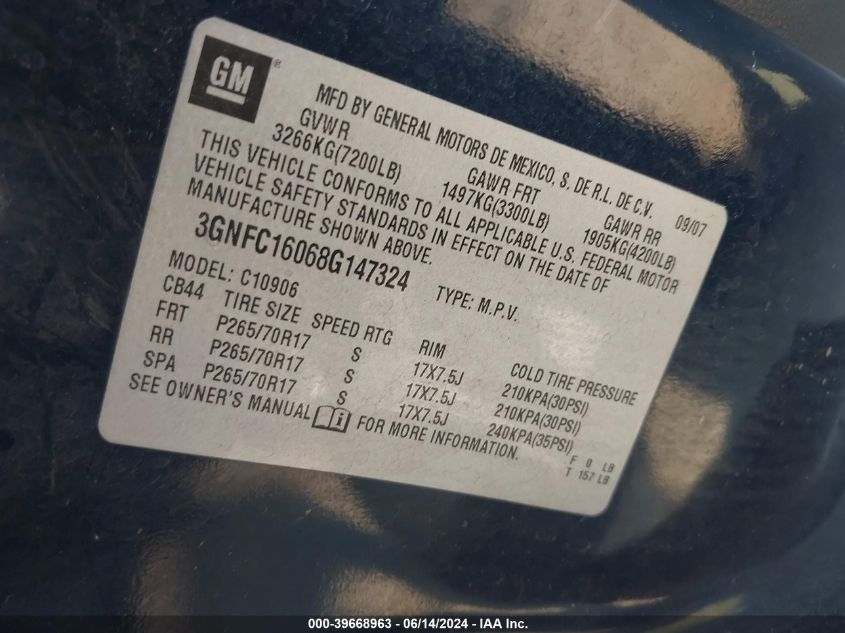 GM ®
MFD BY GENERAL MOTORS DE MEXICO, S. DE R.L. DE C.V.
GVWR GAWR FRT GAWR RR 09/07
3266KG(7200LB) 1497KG(3300LB) 1905KG(4200LB)
THIS VEHICLE CONFORMS TO ALL APPLICABLE U.S. FEDERAL MOTOR
VEHICLE SAFETY STANDARDS IN EFFECT ON THE DATE OF
MANUFACTURE SHOWN ABOVE.
3GNFC16068G147324 TYPE: M.P.V.
MODEL: C10906
CB44 TIRE SIZE SPEED RTG RIM COLD TIRE PRESSURE
FRT P265/70R17 S 17X7.5J 210KPA(30PSI)
RR P265/70R17 S 17X7.5J 210KPA(30PSI)
SPA P265/70R17 S 17X7.5J 240KPA(35PSI)
SEE OWNER'S MANUAL FOR MORE INFORMATION.
F 0 LB
T 157 LB
000-39668963 - 06/14/2024 - IAA Inc.